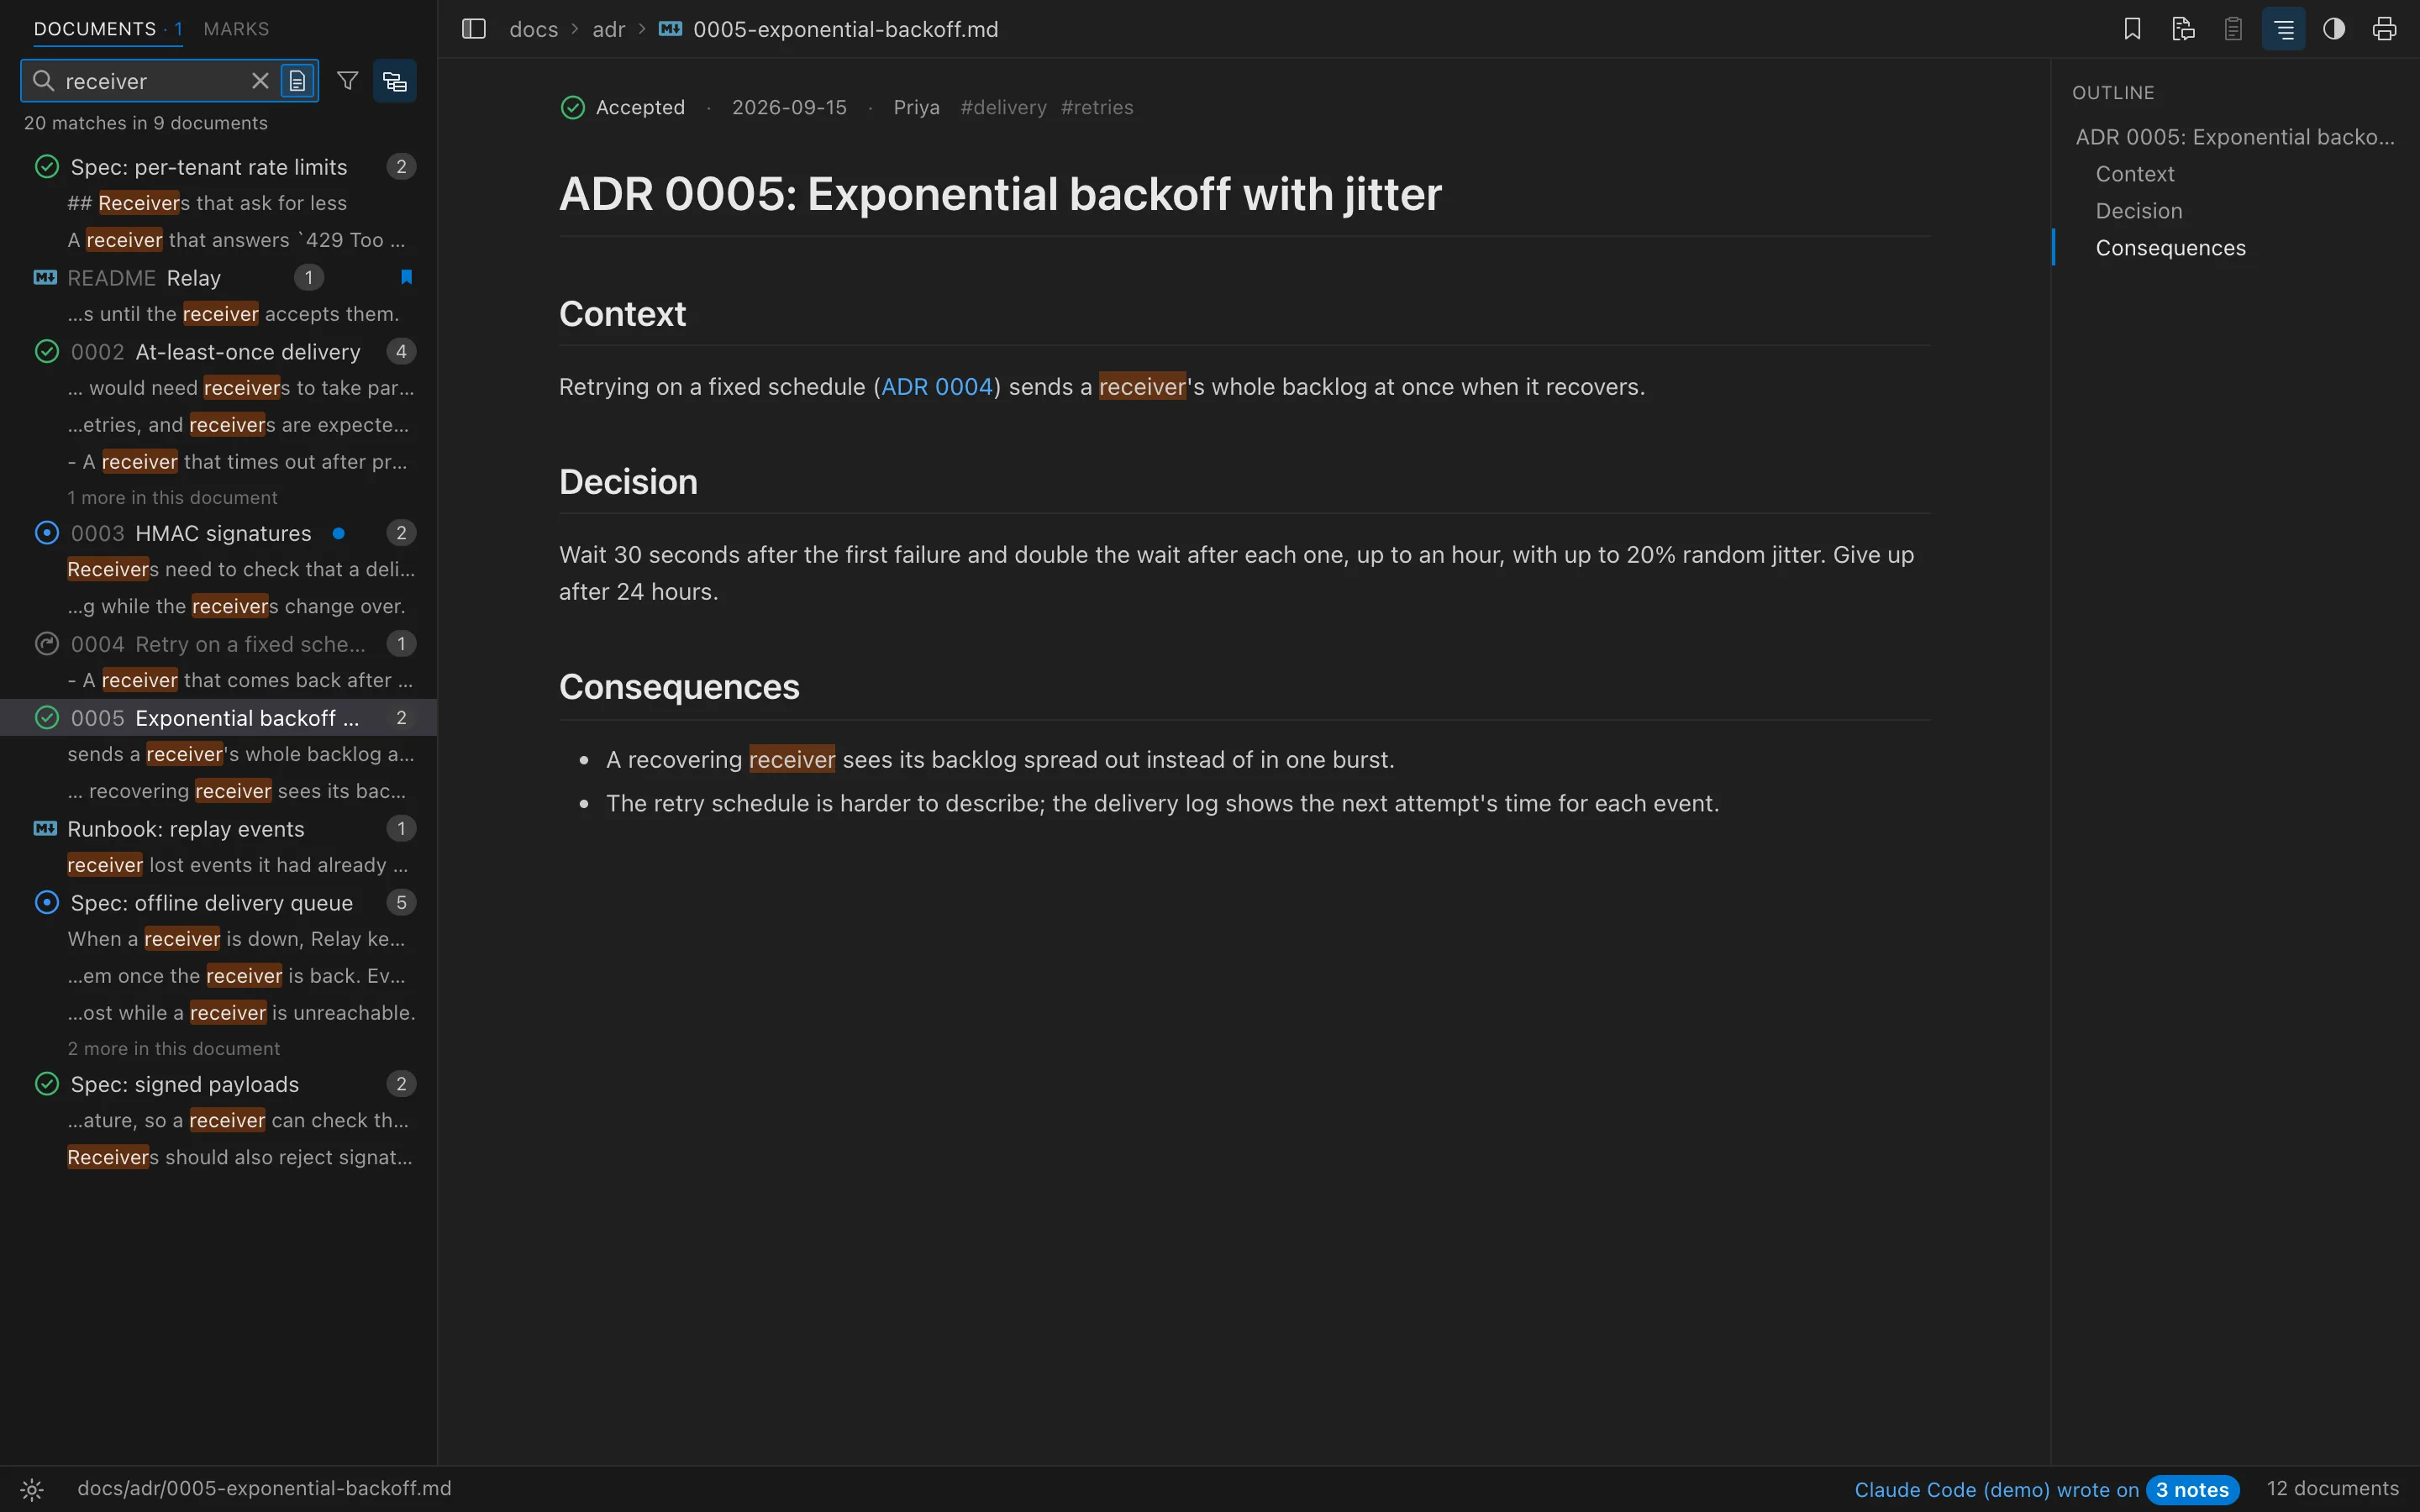 DOCUMENTS · 1 MARKS
receiver
20 matches in 9 documents
Spec: per-tenant rate limits 2
## Receivers that ask for less
A receiver that answers `429 Too ...
README Relay 1
...s until the receiver accepts them.
0002 At-least-once delivery 4
... would need receivers to take par...
...etries, and receivers are expecte...
- A receiver that times out after pr...
1 more in this document
0003 HMAC signatures 2
Receivers need to check that a deli...
...g while the receivers change over.
0004 Retry on a fixed sche... 1
- A receiver that comes back after ...
0005 Exponential backoff ... 2
sends a receiver's whole backlog a...
... recovering receiver sees its bac...
Runbook: replay events 1
receiver lost events it had already ...
Spec: offline delivery queue 5
When a receiver is down, Relay ke...
...em once the receiver is back. Ev...
...ost while a receiver is unreachable.
2 more in this document
Spec: signed payloads 2
...ature, so a receiver can check th...
Receivers should also reject signat...
docs > adr > 0005-exponential-backoff.md
Accepted · 2026-09-15 · Priya #delivery #retries
ADR 0005: Exponential backoff with jitter
Context
Retrying on a fixed schedule (ADR 0004) sends a receiver's whole backlog at once when it recovers.
Decision
Wait 30 seconds after the first failure and double the wait after each one, up to an hour, with up to 20% random jitter. Give up
after 24 hours.
Consequences
• A recovering receiver sees its backlog spread out instead of in one burst.
• The retry schedule is harder to describe; the delivery log shows the next attempt's time for each event.
OUTLINE
ADR 0005: Exponential backo...
Context
Decision
Consequences
docs/adr/0005-exponential-backoff.md
Claude Code (demo) wrote on 3 notes
12 documents